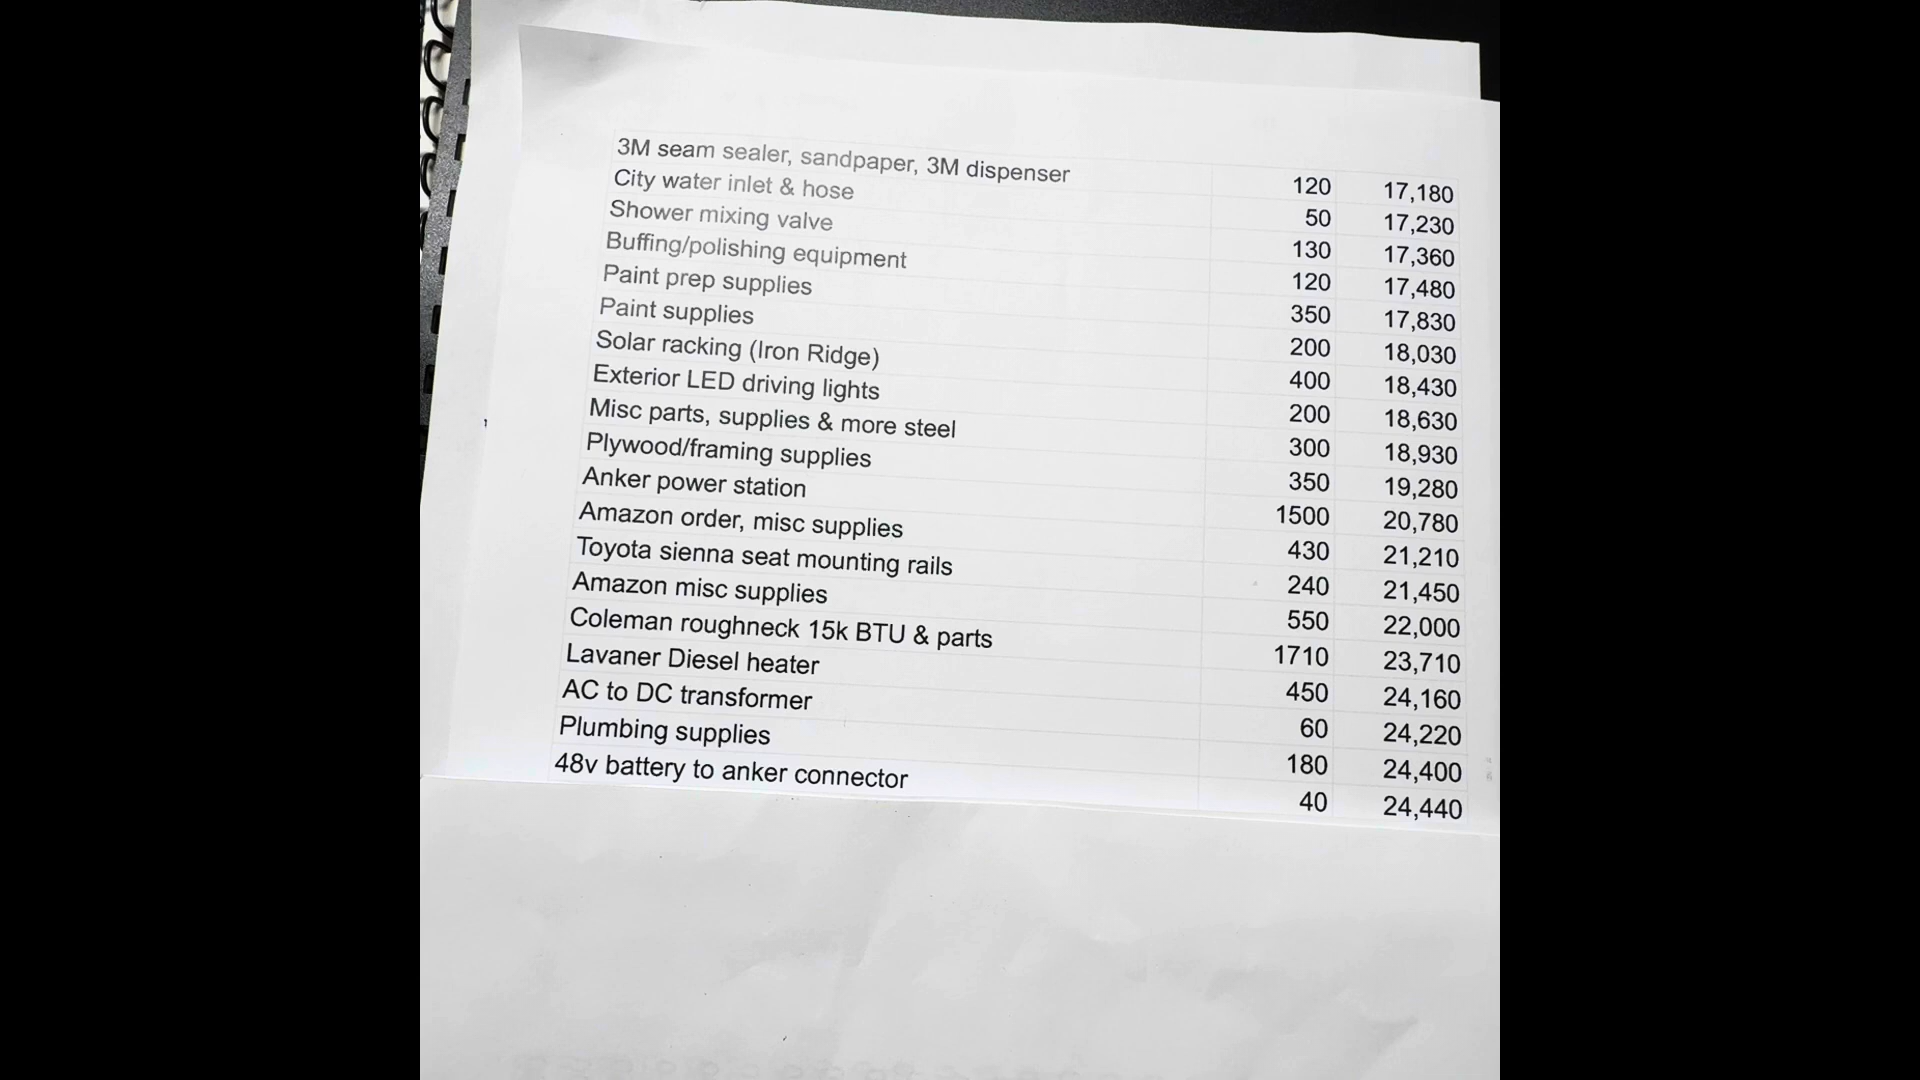 3M seam sealer, sandpaper, 3M dispenser 120 17,180
City water inlet & hose 50 17,230
Shower mixing valve 130 17,360
Buffing/polishing equipment 120 17,480
Paint prep supplies 350 17,830
Paint supplies 200 18,030
Solar racking (Iron Ridge) 400 18,430
Exterior LED driving lights 200 18,630
Misc parts, supplies & more steel 300 18,930
Plywood/framing supplies 350 19,280
Anker power station 1500 20,780
Amazon order, misc supplies 430 21,210
Toyota sienna seat mounting rails 240 21,450
Amazon misc supplies 550 22,000
Coleman roughneck 15k BTU & parts 1710 23,710
Lavaner Diesel heater 450 24,160
AC to DC transformer 60 24,220
Plumbing supplies 180 24,400
48v battery to anker connector 40 24,440